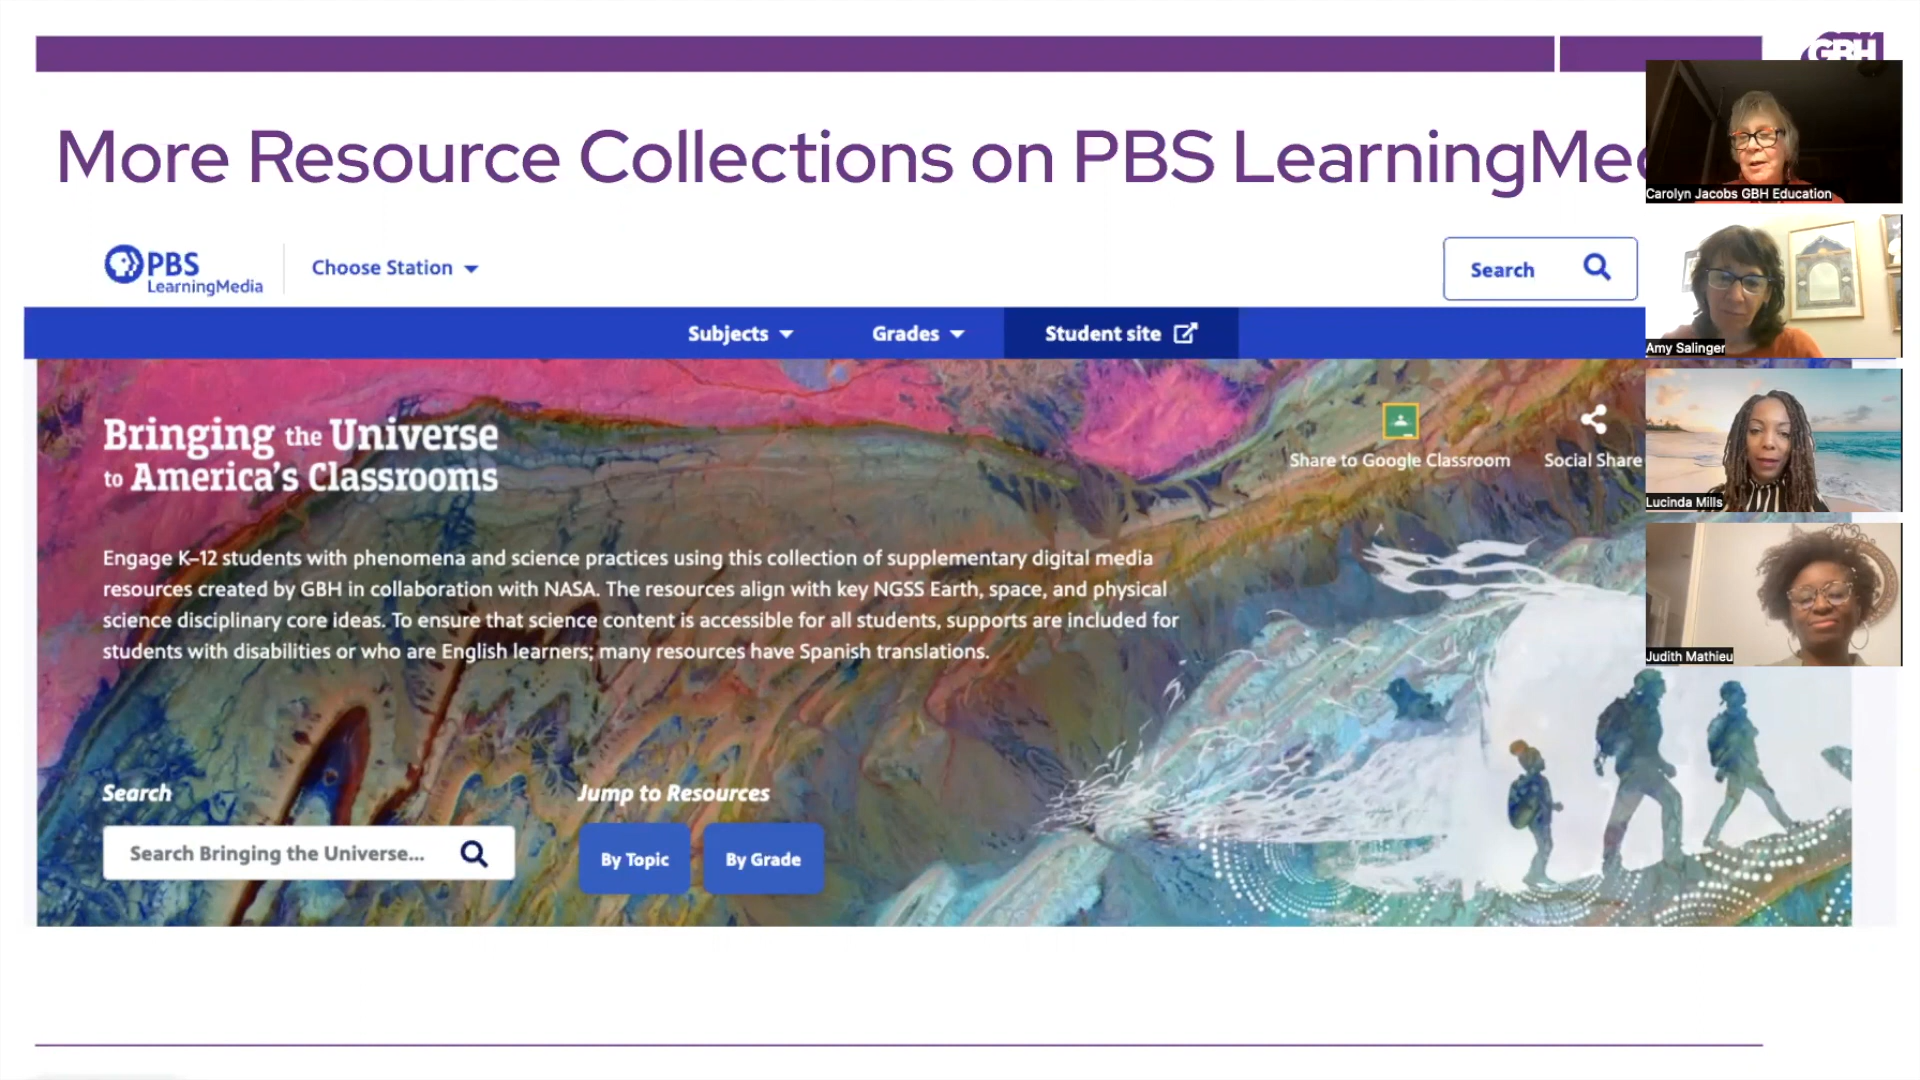 GBH
More Resource Collections on PBS LearningMed
PBS
LearningMedia
Choose Station
Search
Subjects
Grades
Student site
Bringing the Universe
to America's Classrooms
Share to Google Classroom
Social Share
Engage K–12 students with phenomena and science practices using this collection of supplementary digital media
resources created by GBH in collaboration with NASA. The resources align with key NGSS Earth, space, and physical
science disciplinary core ideas. To ensure that science content is accessible for all students, supports are included for
students with disabilities or who are English learners; many resources have Spanish translations.
Search
Jump to Resources
Search Bringing the Universe...
By Topic
By Grade
Carolyn Jacobs GBH Education
Amy Salinger
Lucinda Mills
Judith Mathieu